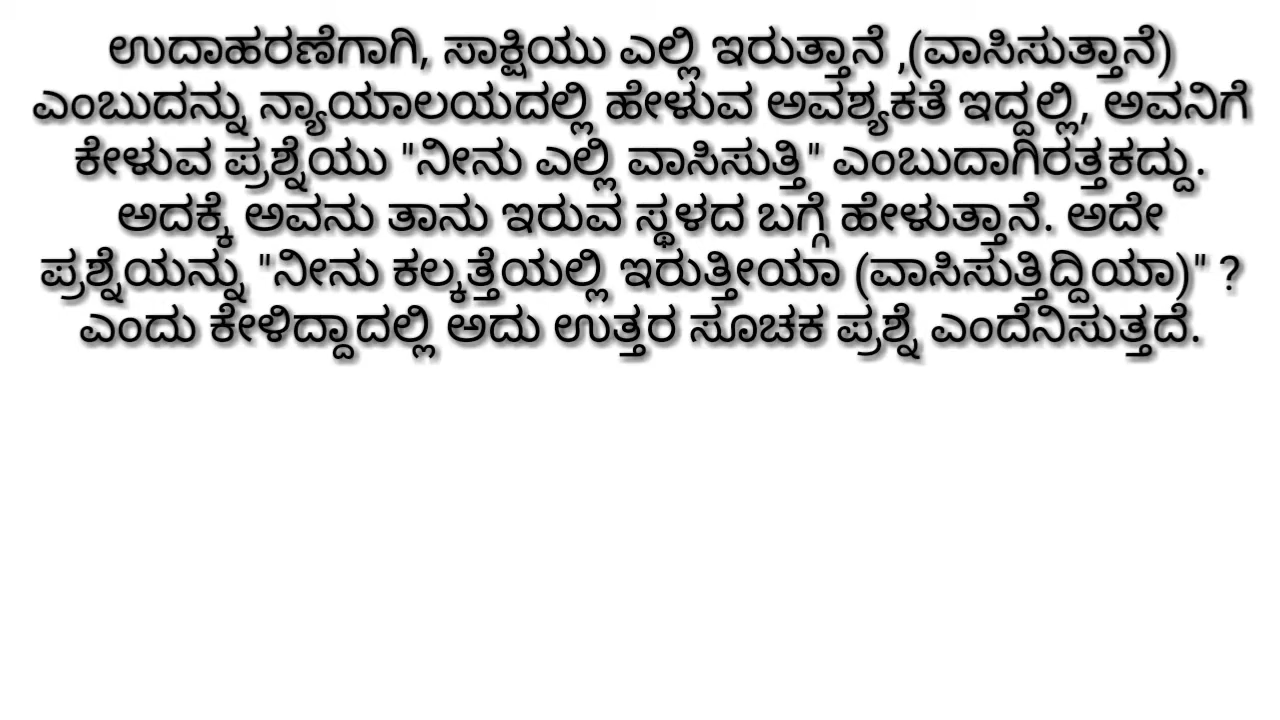 ಉದಾಹರಣೆಗಾಗಿ, ಸಾಕ್ಷಿಯು ಎಲ್ಲಿ ಇರುತ್ತಾನೆ ,(ವಾಸಿಸುತ್ತಾನೆ)
ಎಂಬುದನ್ನು ನ್ಯಾಯಾಲಯದಲ್ಲಿ ಹೇಳುವ ಅವಶ್ಯಕತೆ ಇದ್ದಲ್ಲಿ, ಅವನಿಗೆ
ಕೇಳುವ ಪ್ರಶ್ನೆಯು "ನೀನು ಎಲ್ಲಿ ವಾಸಿಸುತ್ತಿ" ಎಂಬುದಾಗಿರತ್ತಕದ್ದು.
ಅದಕ್ಕೆ ಅವನು ತಾನು ಇರುವ ಸ್ಥಳದ ಬಗ್ಗೆ ಹೇಳುತ್ತಾನೆ. ಅದೇ
ಪ್ರಶ್ನೆಯನ್ನು "ನೀನು ಕಲ್ಕತ್ತೆಯಲ್ಲಿ ಇರುತ್ತೀಯಾ (ವಾಸಿಸುತ್ತಿದ್ದಿಯಾ)" ?
ಎಂದು ಕೇಳಿದ್ದಾದಲ್ಲಿ ಅದು ಉತ್ತರ ಸೂಚಕ ಪ್ರಶ್ನೆ ಎಂದೆನಿಸುತ್ತದೆ.